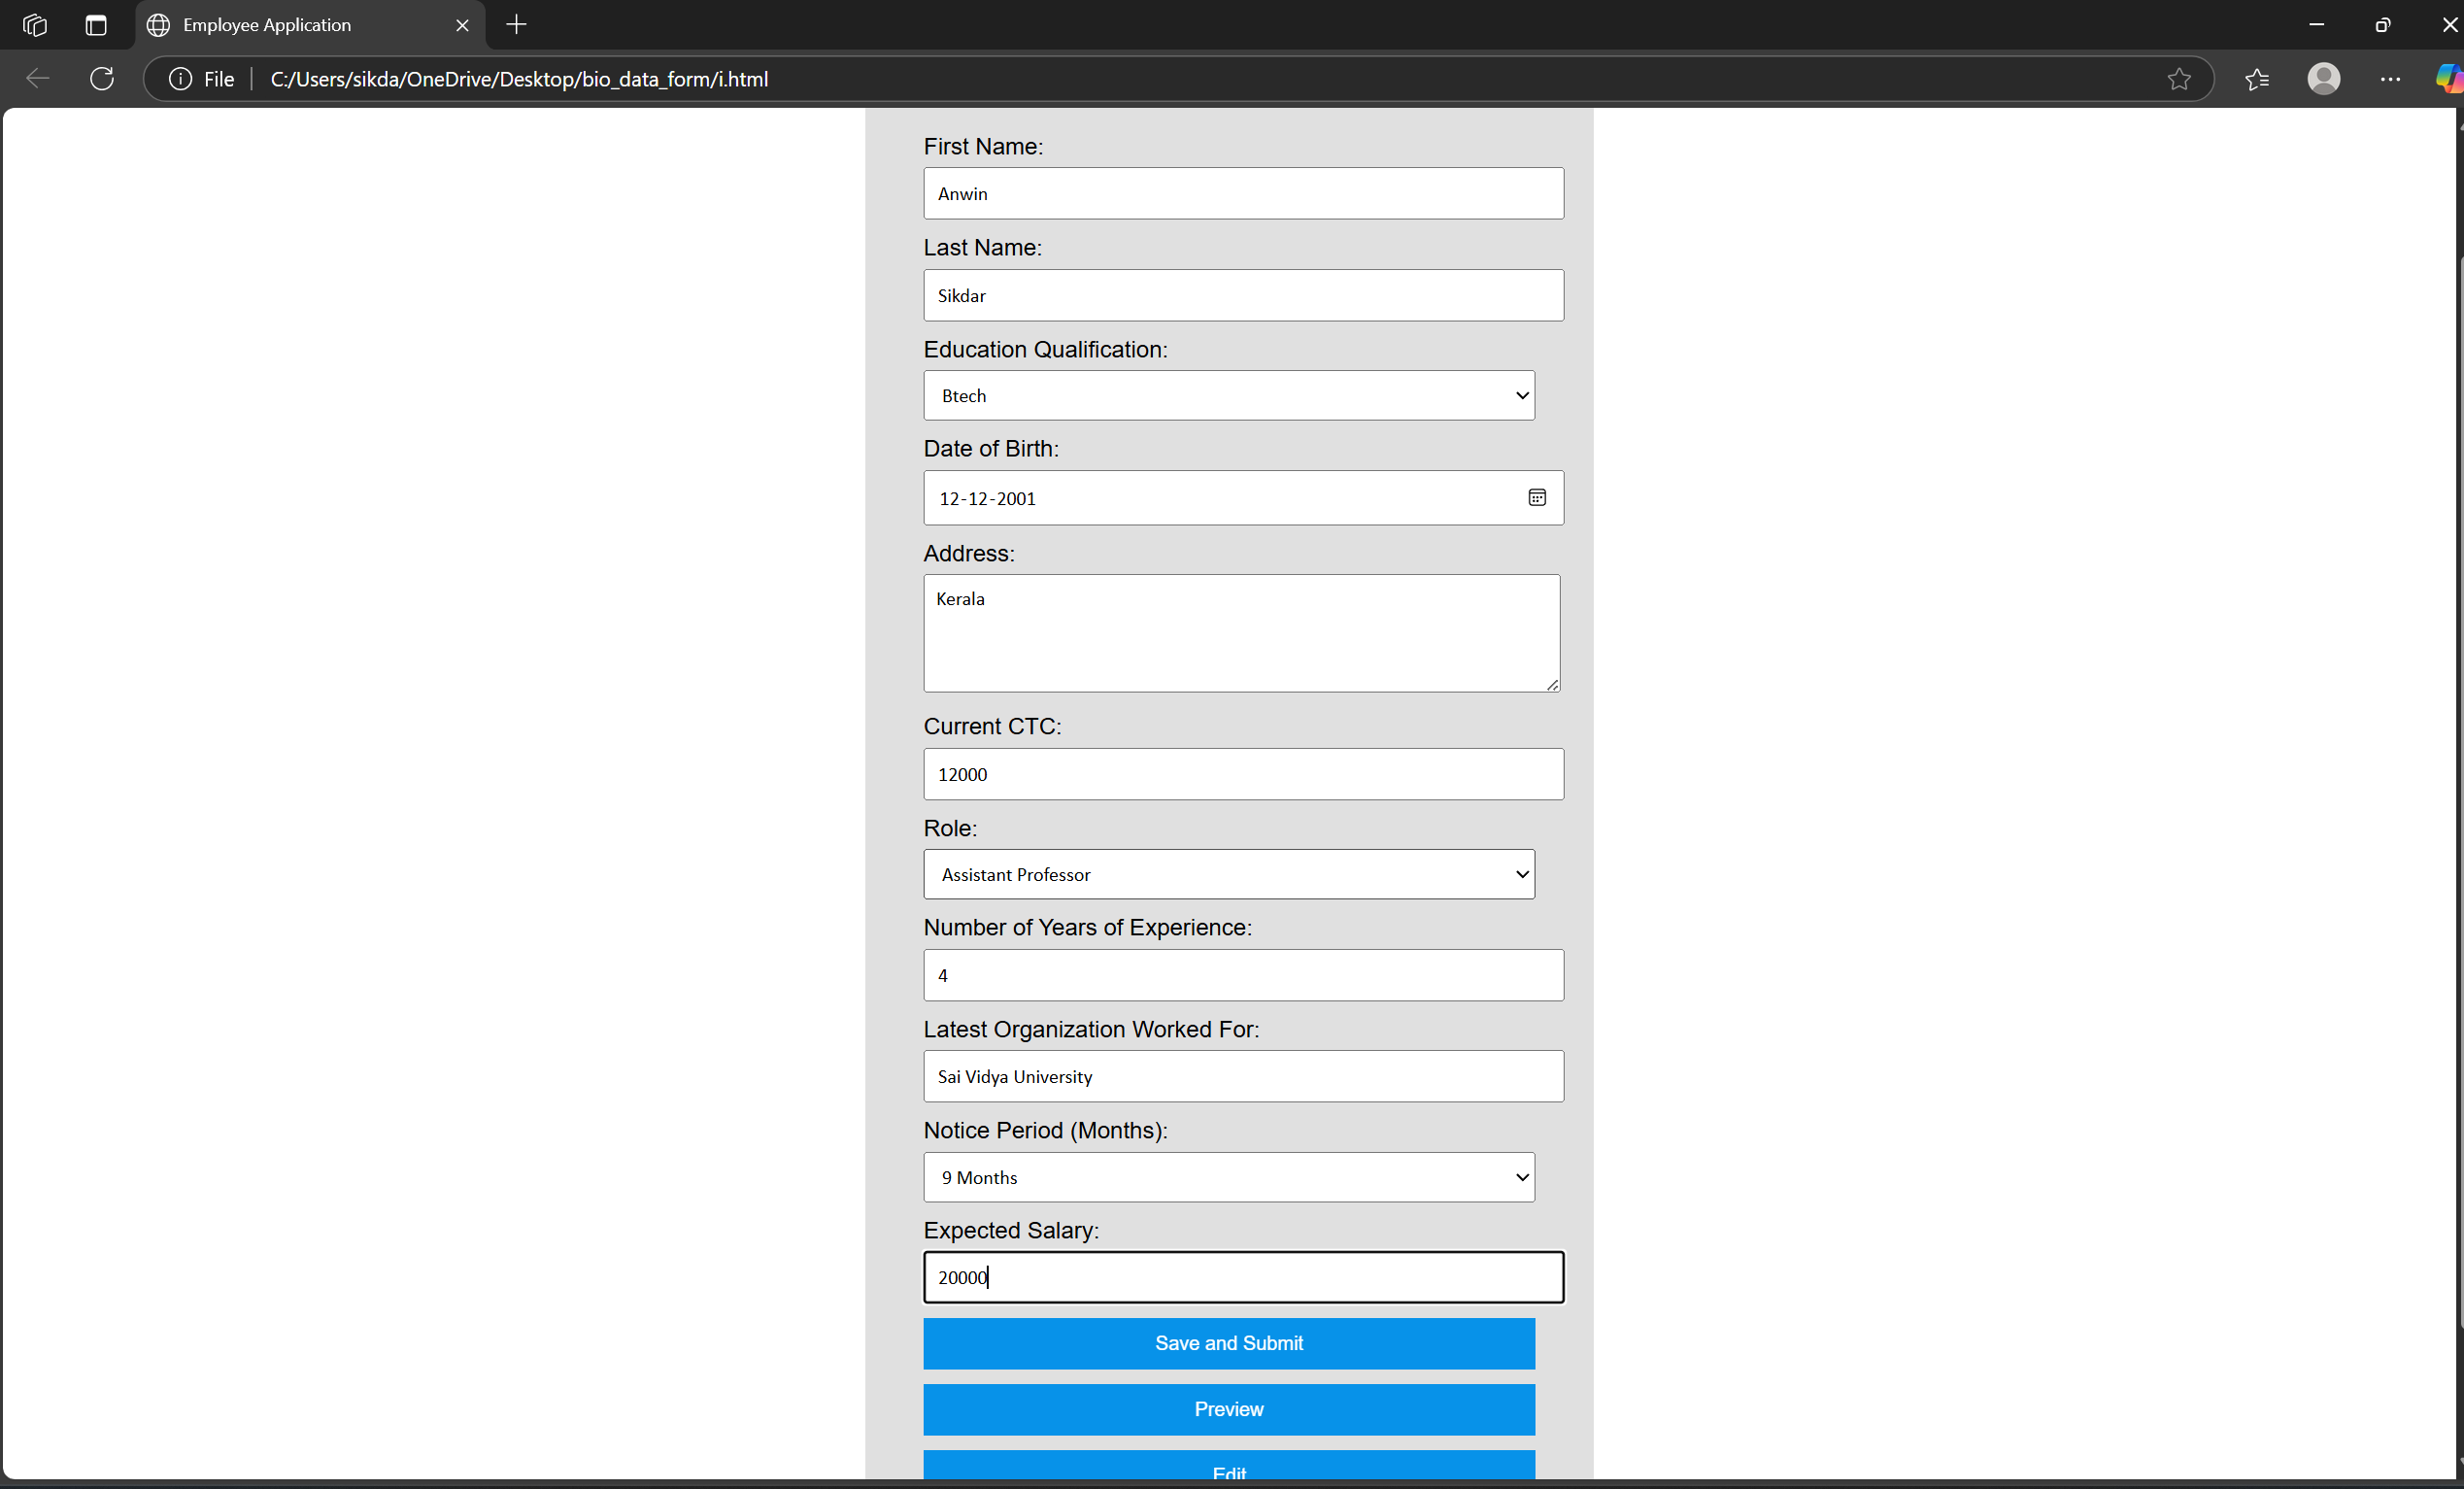 Employee Application
File
C:/Users/sikda/OneDrive/Desktop/bio_data_form/i.html
First Name:
Anwin
Last Name:
Sikdar
Education Qualification:
Btech
Date of Birth:
12-12-2001
Address:
Kerala
Current CTC:
12000
Role:
Assistant Professor
Number of Years of Experience:
4
Latest Organization Worked For:
Sai Vidya University
Notice Period (Months):
9 Months
Expected Salary:
20000
Save and Submit
Preview
Edit